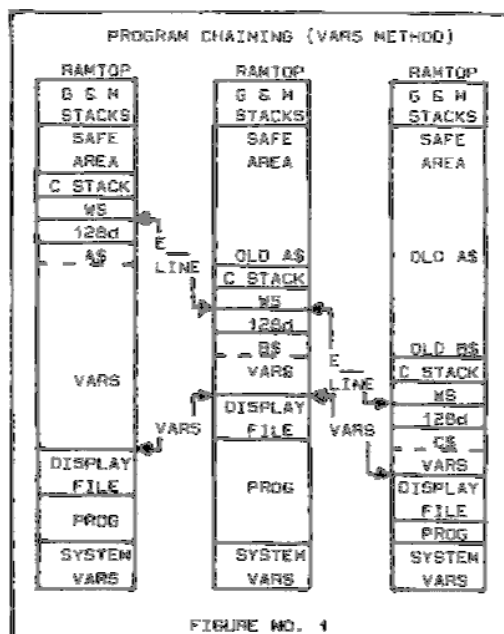 PROGRAM CHAINING (VARS METHOD)
RAMTOP
G & M
STACKS
SAFE
AREA
C STACK
WS
128d
A$
VARS
DISPLAY
FILE
PROG
SYSTEM
VARS
E_
LINE
VARS
RAMTOP
G & M
STACKS
SAFE
AREA
OLD A$
C STACK
WS
128d
B$
VARS
DISPLAY
FILE
PROG
SYSTEM
VARS
E_
LINE
VARS
RAMTOP
G & M
STACKS
SAFE
AREA
OLD A$
OLD B$
C STACK
WS
128d
C$
VARS
DISPLAY
FILE
PROG
SYSTEM
VARS
FIGURE NO. 1